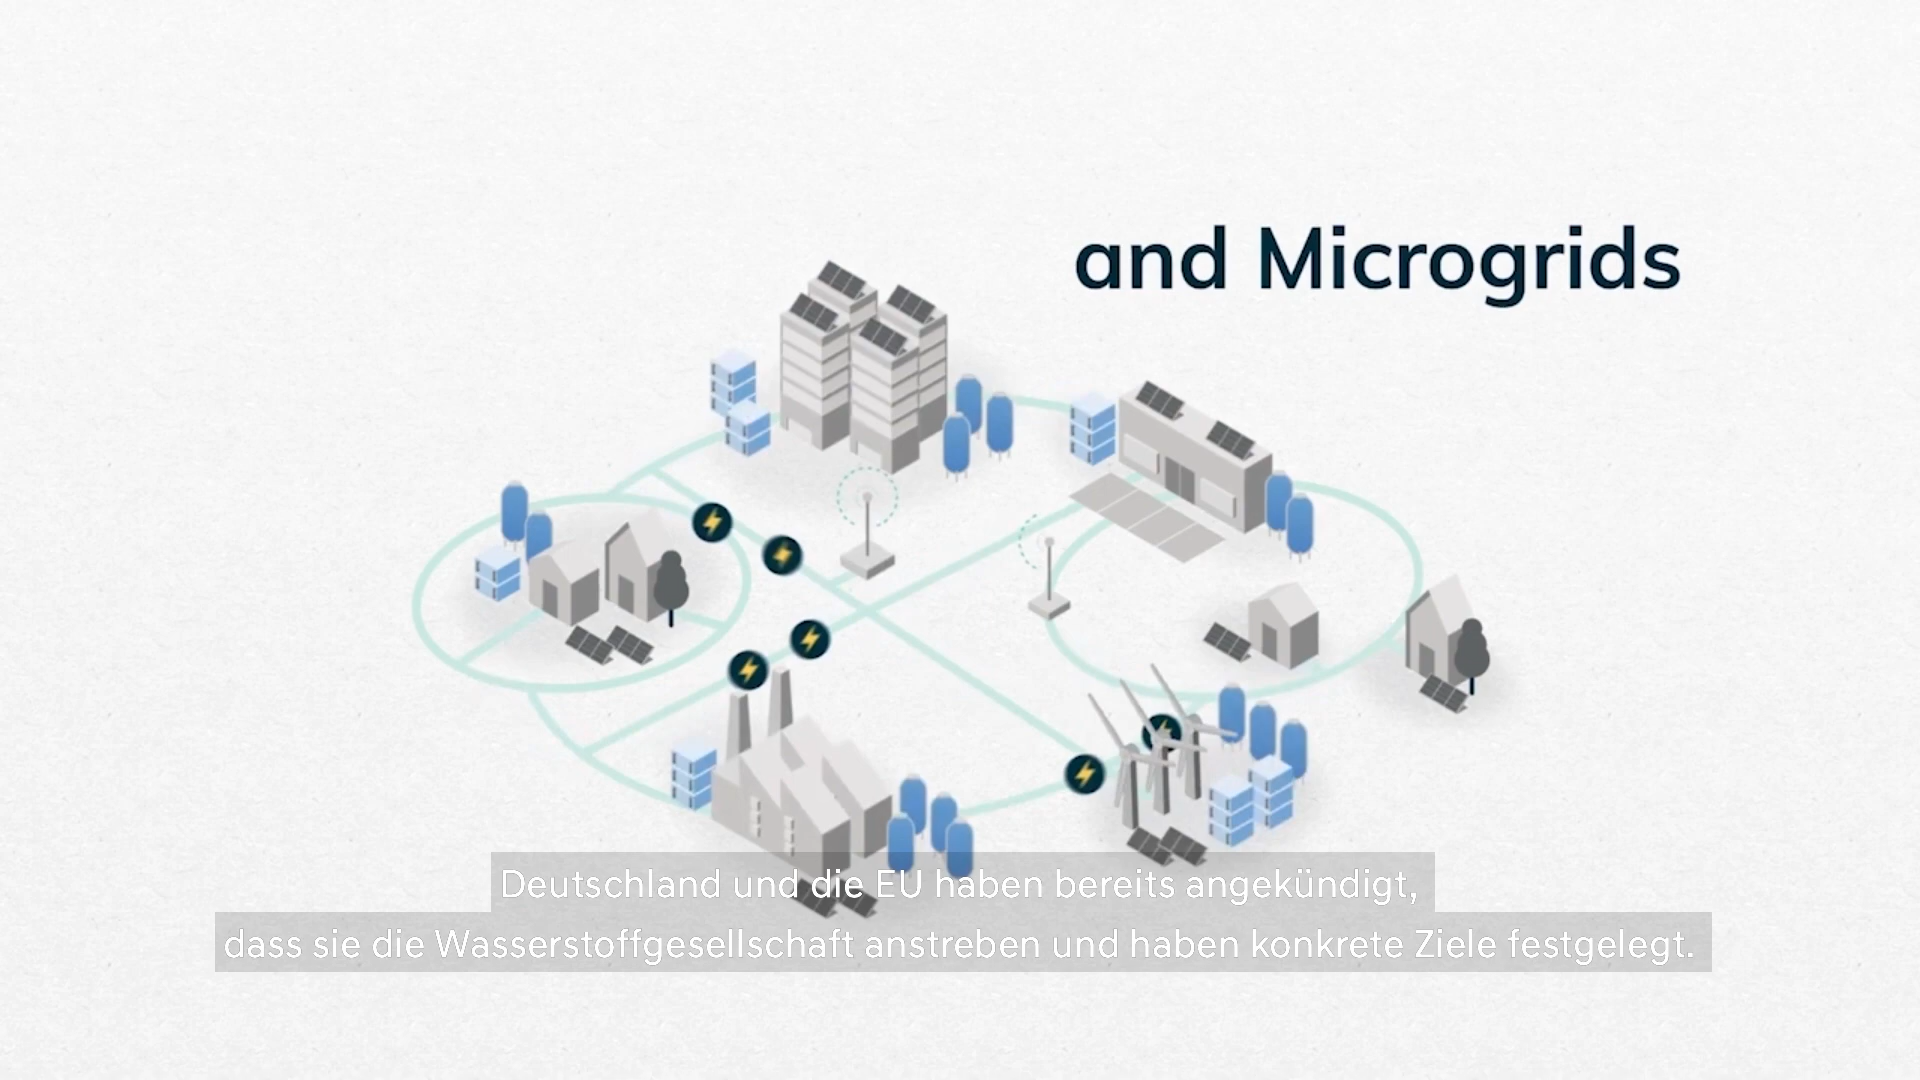 and Microgrids
Deutschland und die EU haben bereits angekündigt,
dass sie die Wasserstoffgesellschaft anstreben und haben konkrete Ziele festgelegt.